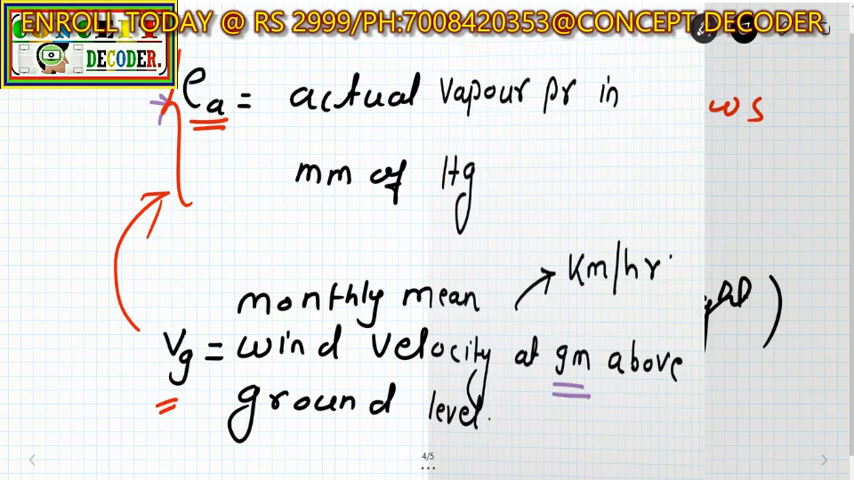 ENROLL TODAY @ RS 2999/PH:7008420353@CONCEPT DECODER
DECODER.
ea = actual vapour pr in
ws
mm of Hg
Km/hr
monthly mean
Vg = wind velocity at 9m above
ground level.
4/5